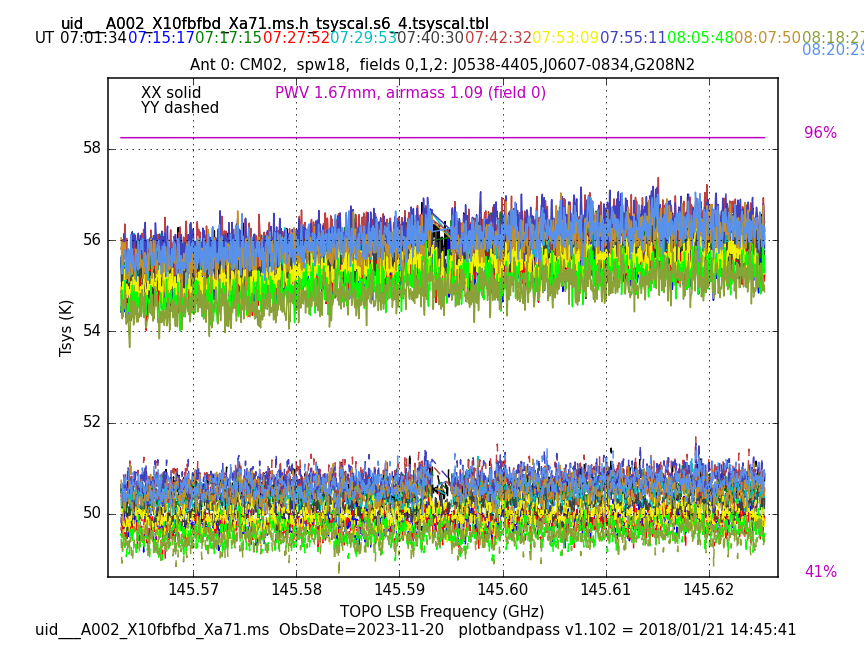 uid___A002_X10fbfbd_Xa71.ms.h_tsyscal.s6_4.tsyscal.tbl
UT 07:01:34 07:15:17 07:17:15 07:27:52 07:29:53 07:40:30 07:42:32 07:53:09 07:55:11 08:05:48 08:07:50 08:18:27
08:20:29
Ant 0: CM02,  spw18,  fields 0,1,2: J0538-4405,J0607-0834,G208N2
XX solid
PWV 1.67mm, airmass 1.09 (field 0)
YY dashed
96%
58
56
54
52
50
Tsys (K)
41%
145.57 145.58 145.59 145.60 145.61 145.62
TOPO LSB Frequency (GHz)
uid___A002_X10fbfbd_Xa71.ms  ObsDate=2023-11-20   plotbandpass v1.102 = 2018/01/21 14:45:41